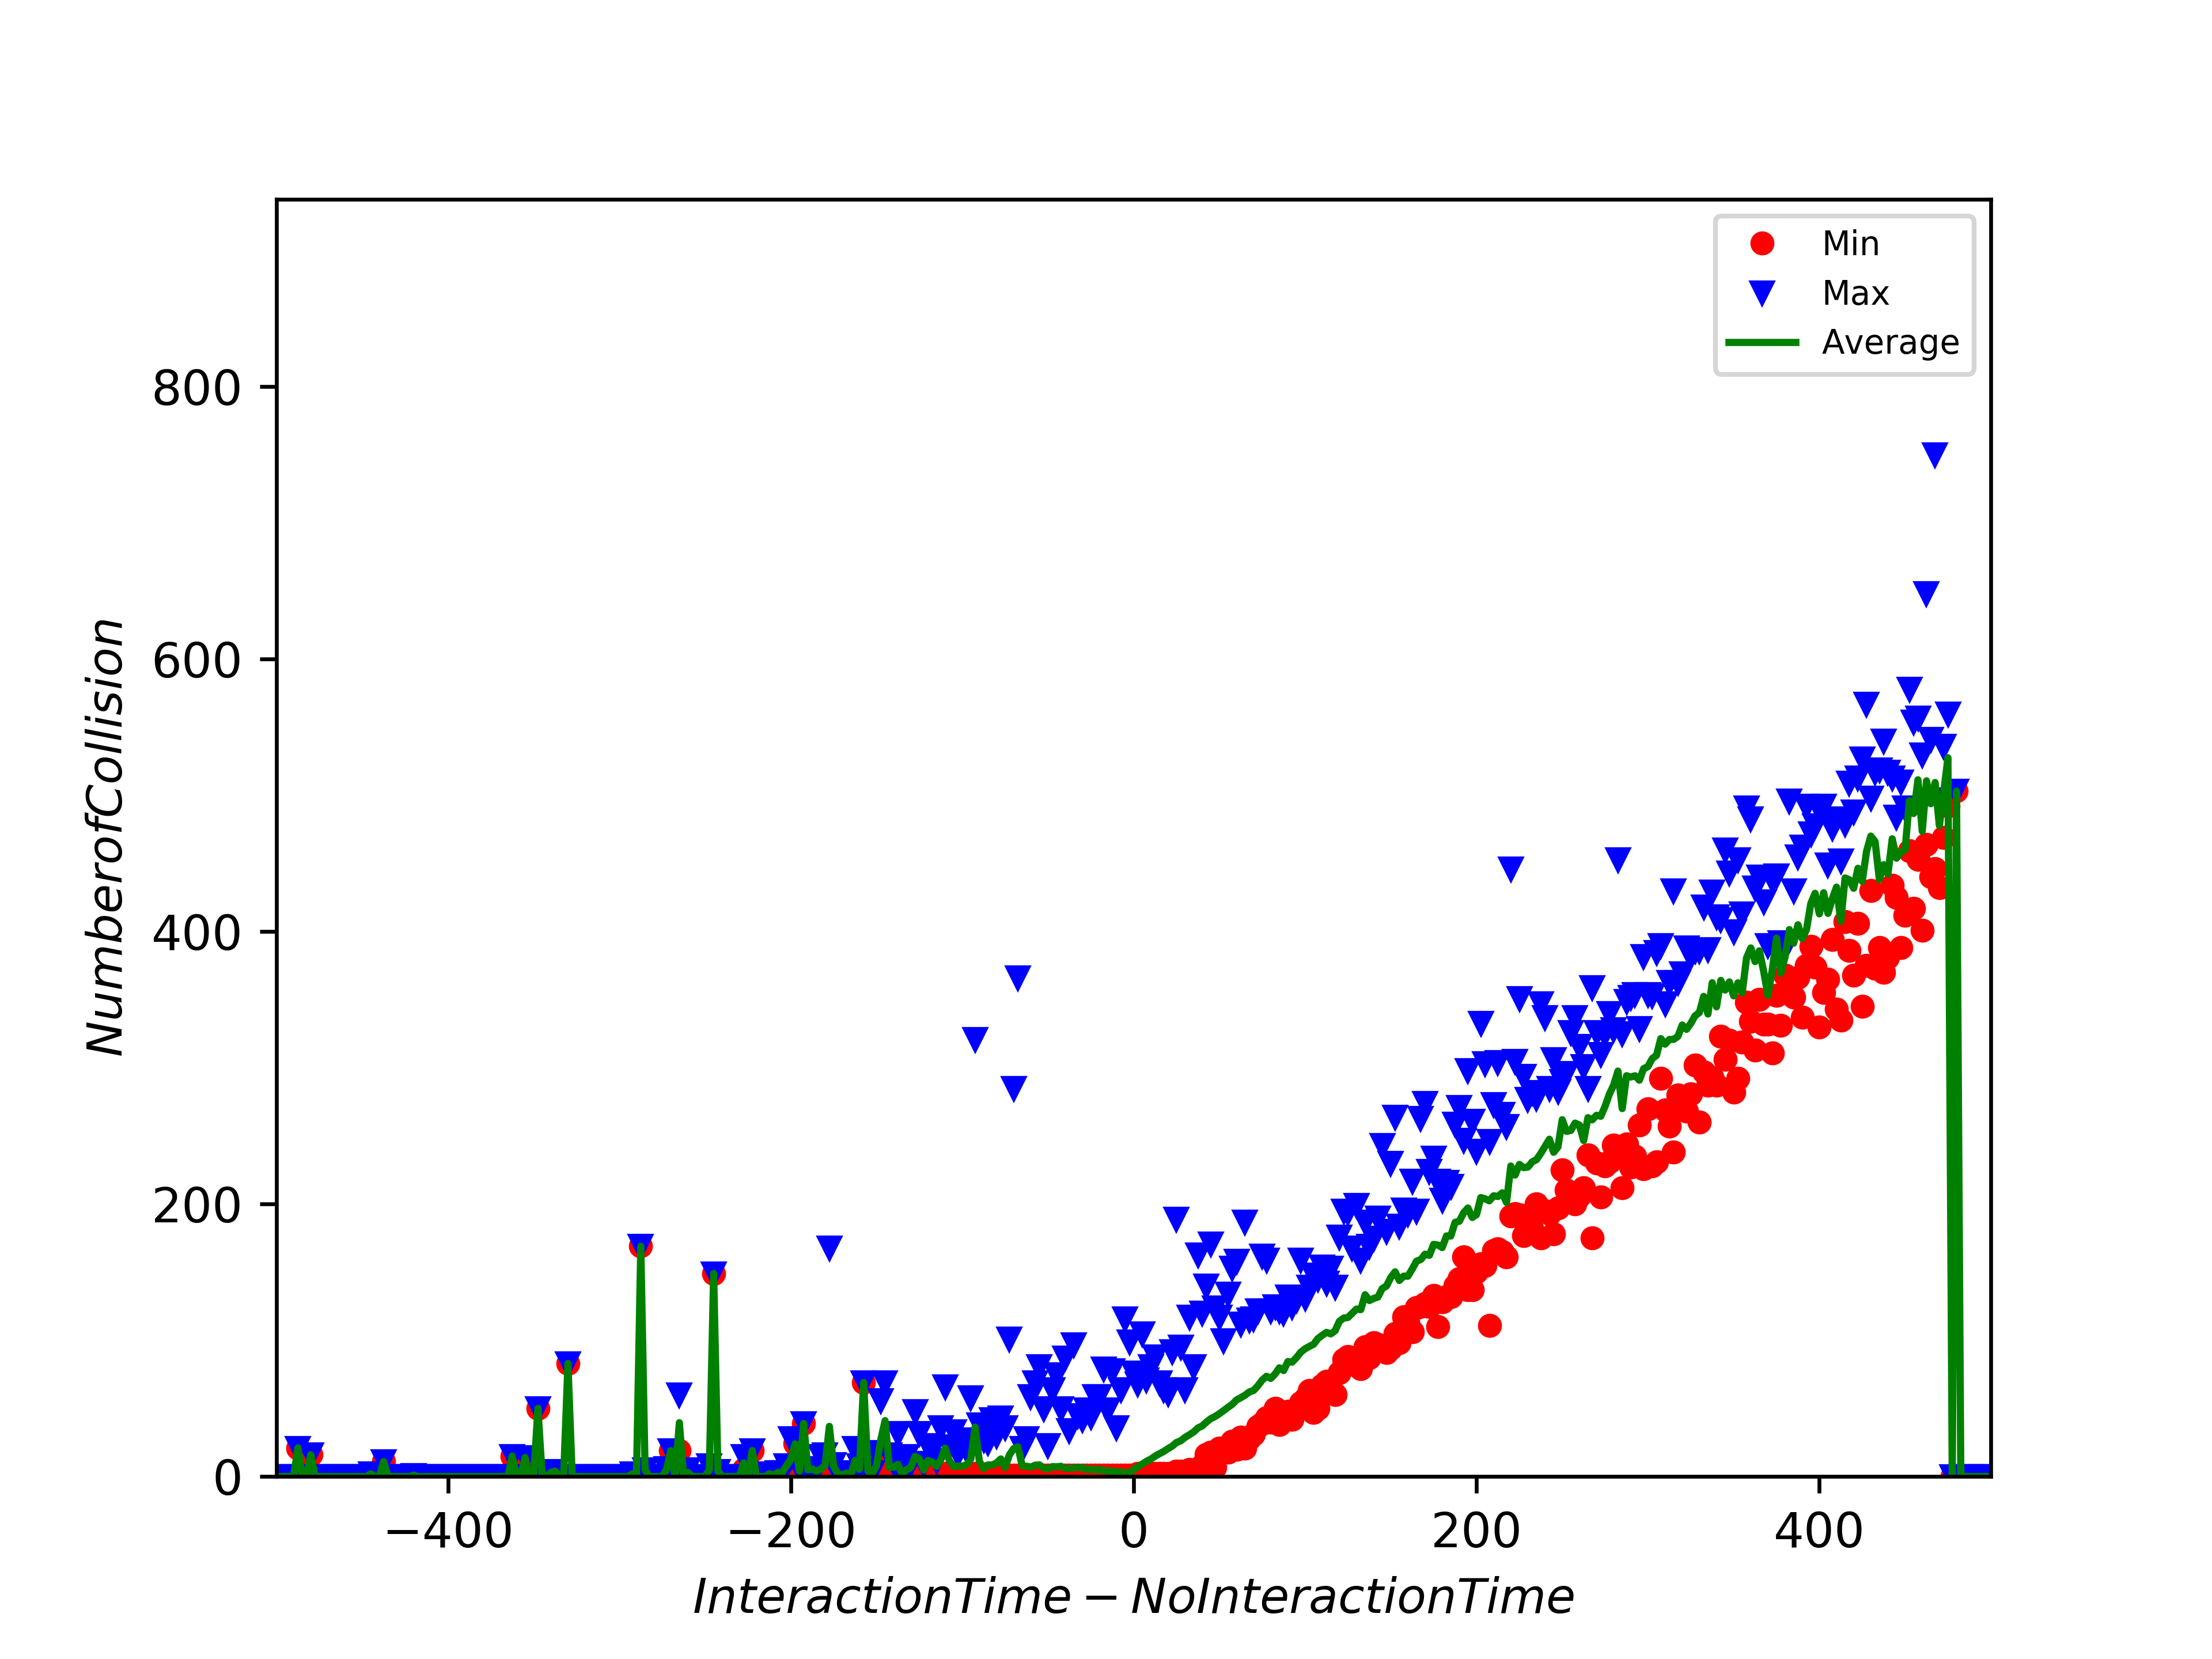 Min
Max
Average
800
600
400
200
0
NumberofCollision
−400
−200
0
200
400
InteractionTime − NoInteractionTime